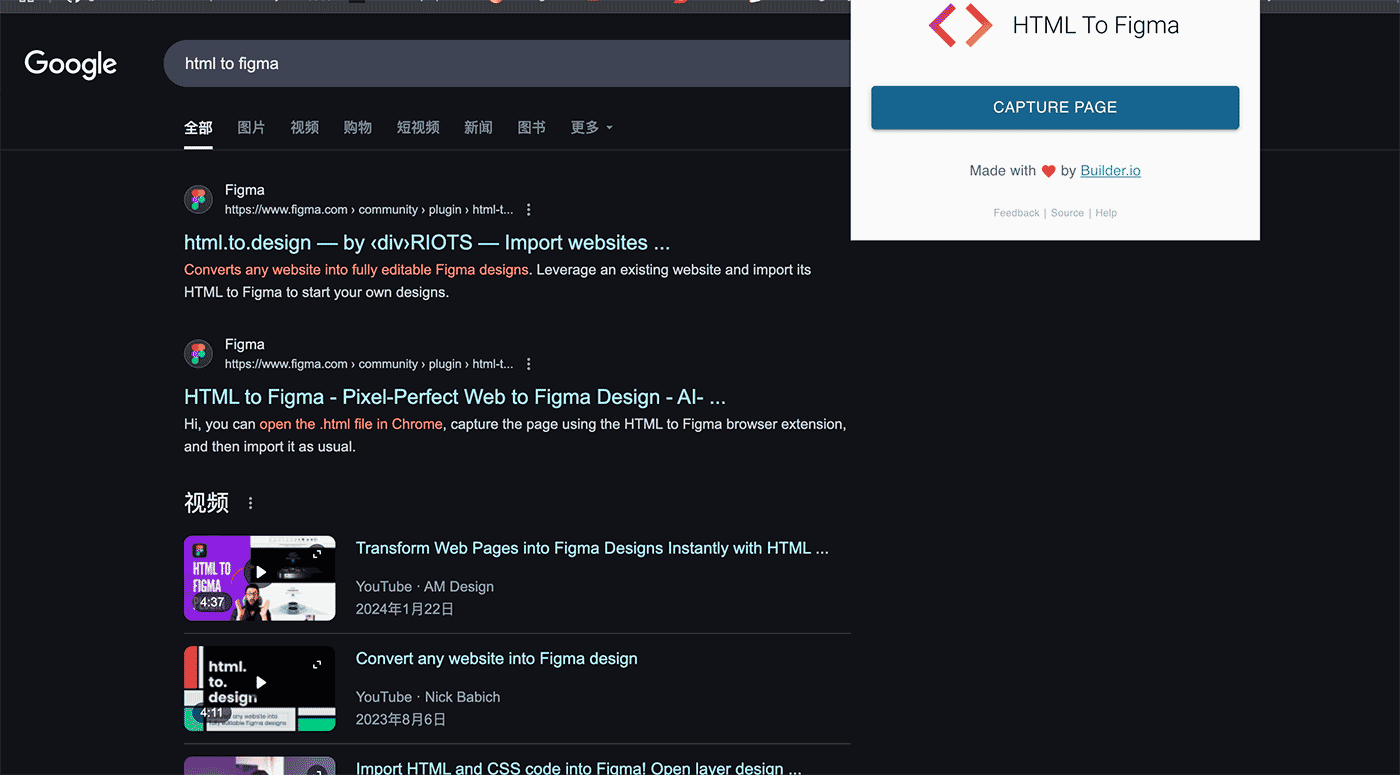 Google
html to figma
全部 图片 视频 购物 短视频 新闻 图书 更多
HTML To Figma
CAPTURE PAGE
Made with ❤ by Builder.io
Feedback | Source | Help
Figma
https://www.figma.com › community › plugin › html-t...
html.to.design — by ‹div›RIOTS — Import websites ...
Converts any website into fully editable Figma designs. Leverage an existing website and import its
HTML to Figma to start your own designs.
Figma
https://www.figma.com › community › plugin › html-t...
HTML to Figma - Pixel-Perfect Web to Figma Design - AI- ...
Hi, you can open the .html file in Chrome, capture the page using the HTML to Figma browser extension,
and then import it as usual.
视频
HTML TO
FIGMA
4:37
Transform Web Pages into Figma Designs Instantly with HTML ...
YouTube · AM Design
2024年1月22日
html.
to.
design
4:11
any website into
fully editable Figma designs
Convert any website into Figma design
YouTube · Nick Babich
2023年8月6日
Import HTML and CSS code into Figma! Open layer design ...